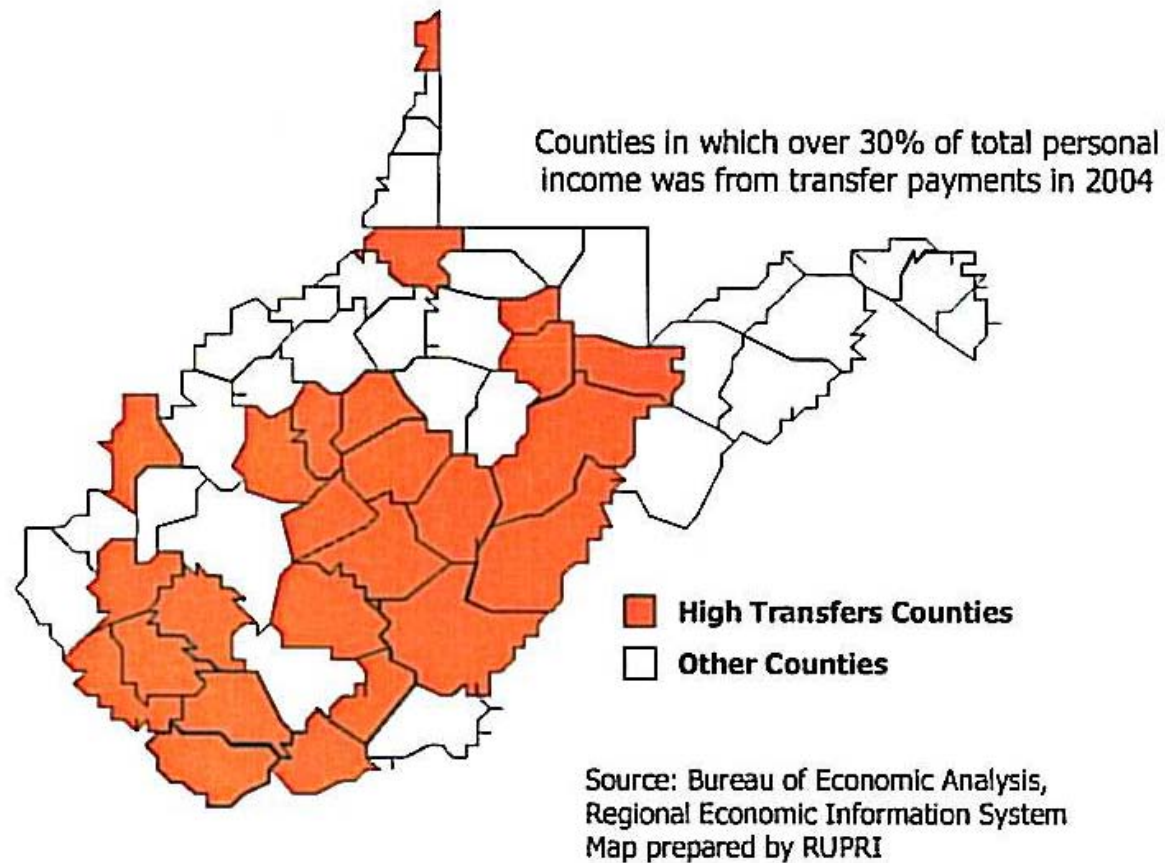 Counties in which over 30% of total personal
income was from transfer payments in 2004
High Transfers Counties
Other Counties
Source: Bureau of Economic Analysis,
Regional Economic Information System
Map prepared by RUPRI